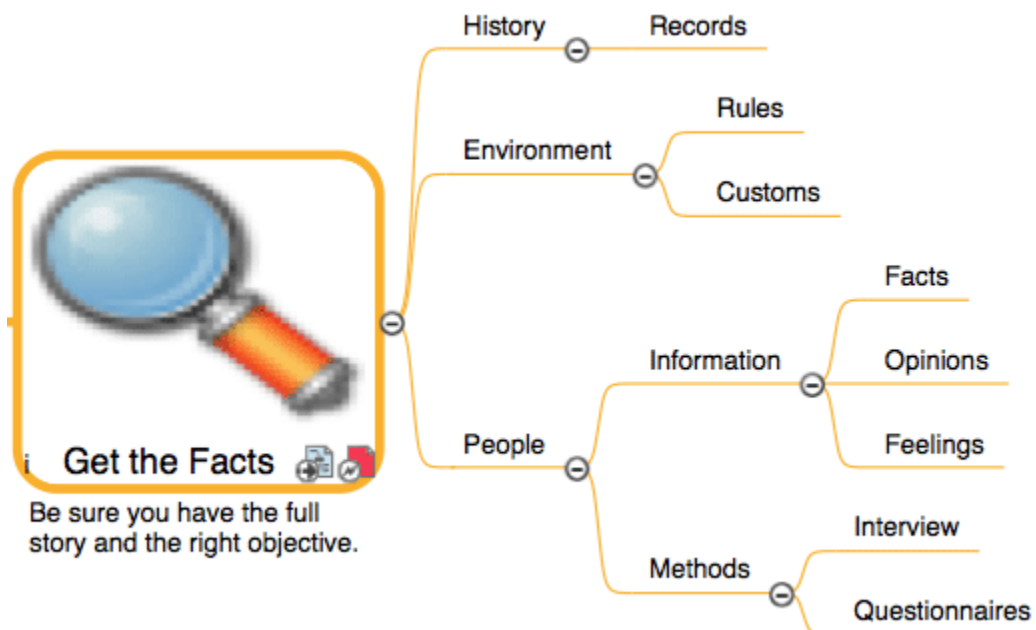 History
Records
Environment
Rules
Customs
People
Information
Facts
Opinions
Feelings
Methods
Interview
Questionnaires
i Get the Facts
Be sure you have the full
story and the right objective.